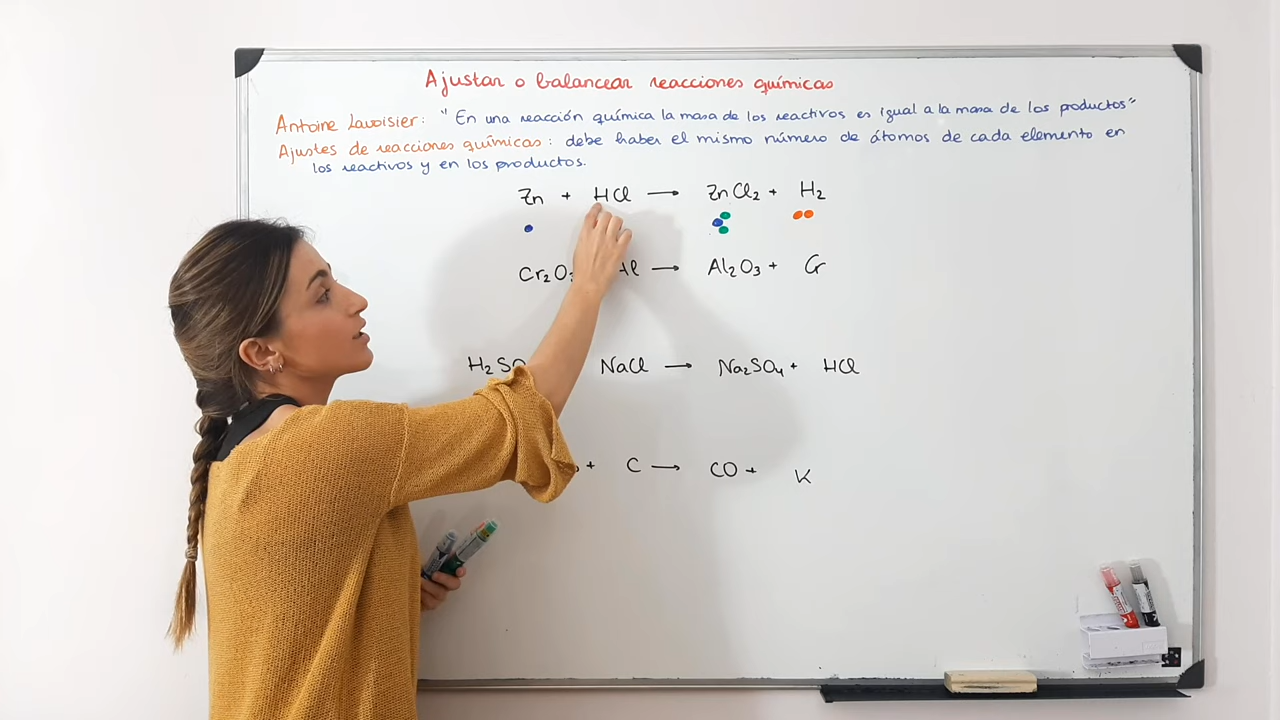 Ajustar o balancear reacciones químicas
Antoine Lavoisier: "En una reacción química la masa de los reactivos es igual a la masa de los productos"
Ajustes de reacciones químicas: debe haber el mismo número de átomos de cada elemento en
los reactivos y en los productos.
Zn + HCl → ZnCl₂ + H₂
Cr₂O Al → Al₂O₃ + Cr
H₂SO NaCl → Na₂SO₄ + HCl
+ C → CO + K